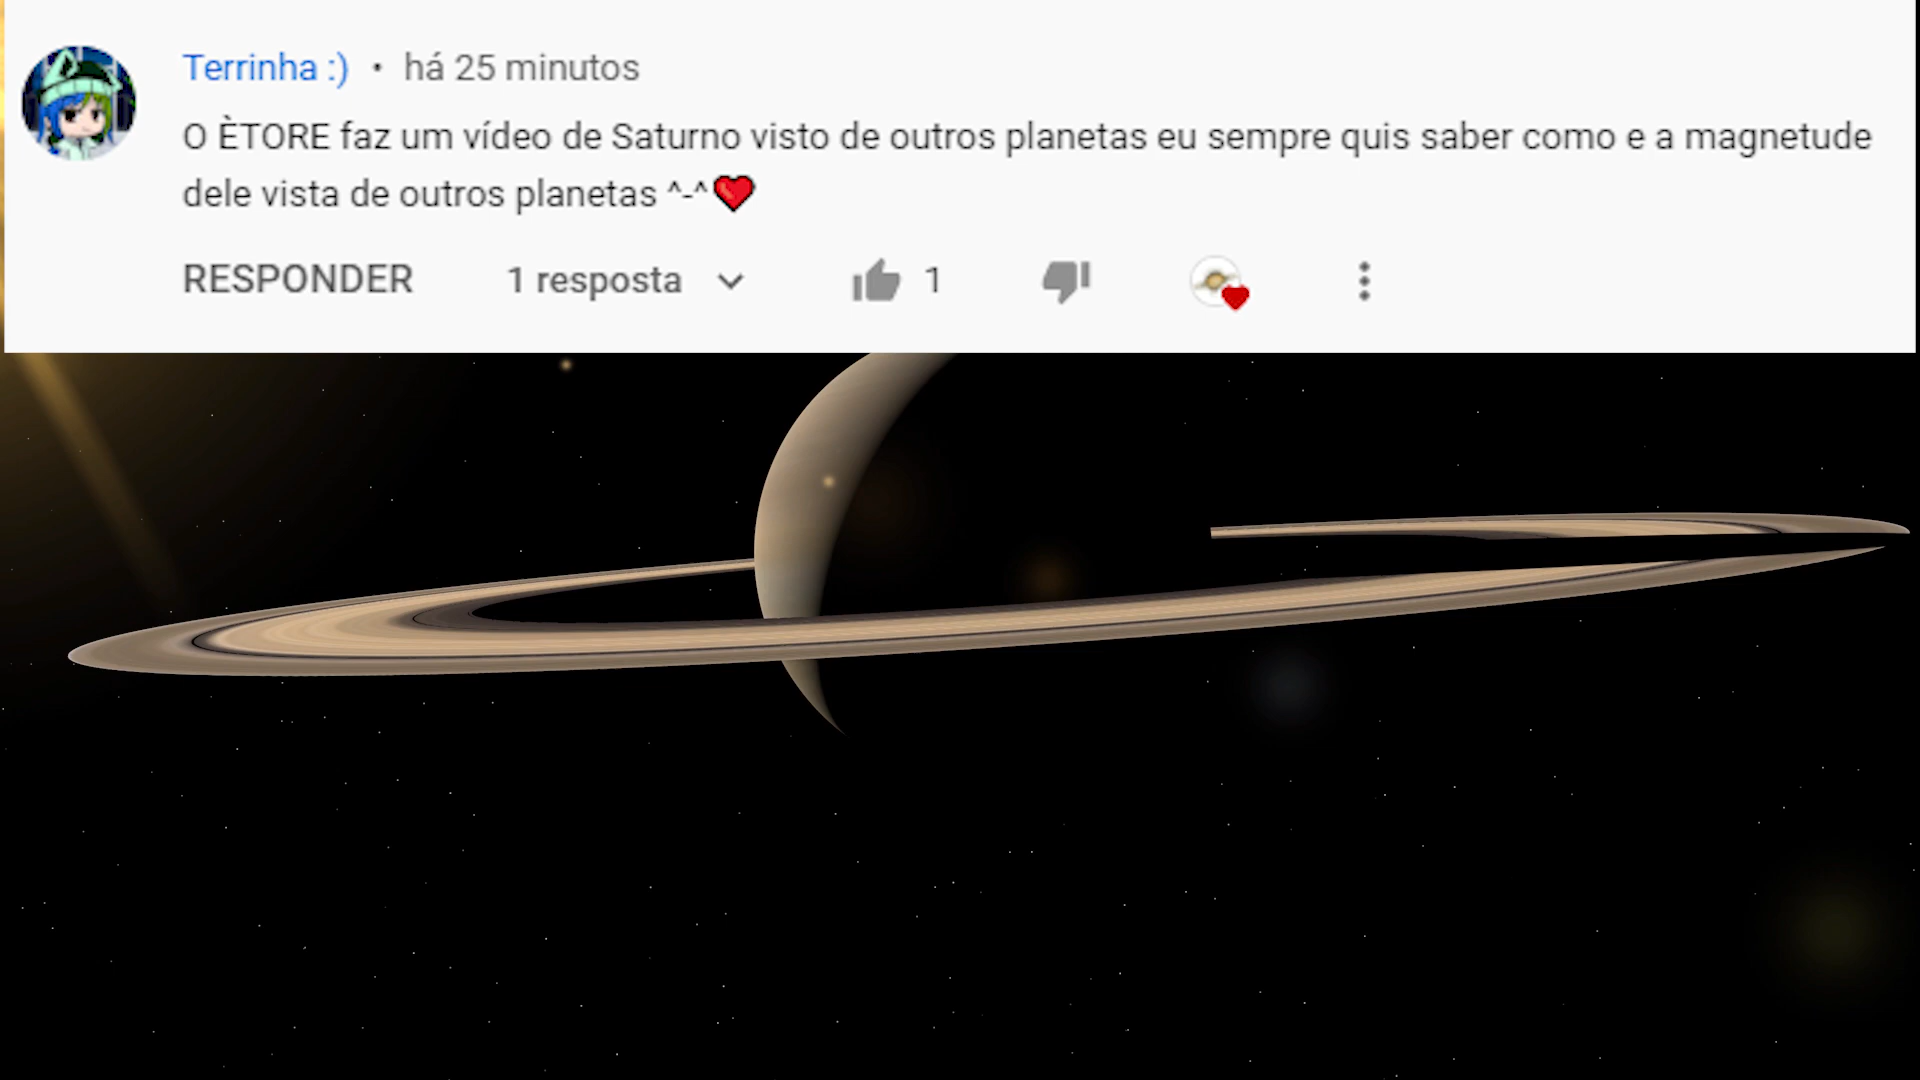 Terrinha :) • há 25 minutos
O ÈTORE faz um vídeo de Saturno visto de outros planetas eu sempre quis saber como e a magnetude
dele vista de outros planetas ^-^❤
RESPONDER 1 resposta 1